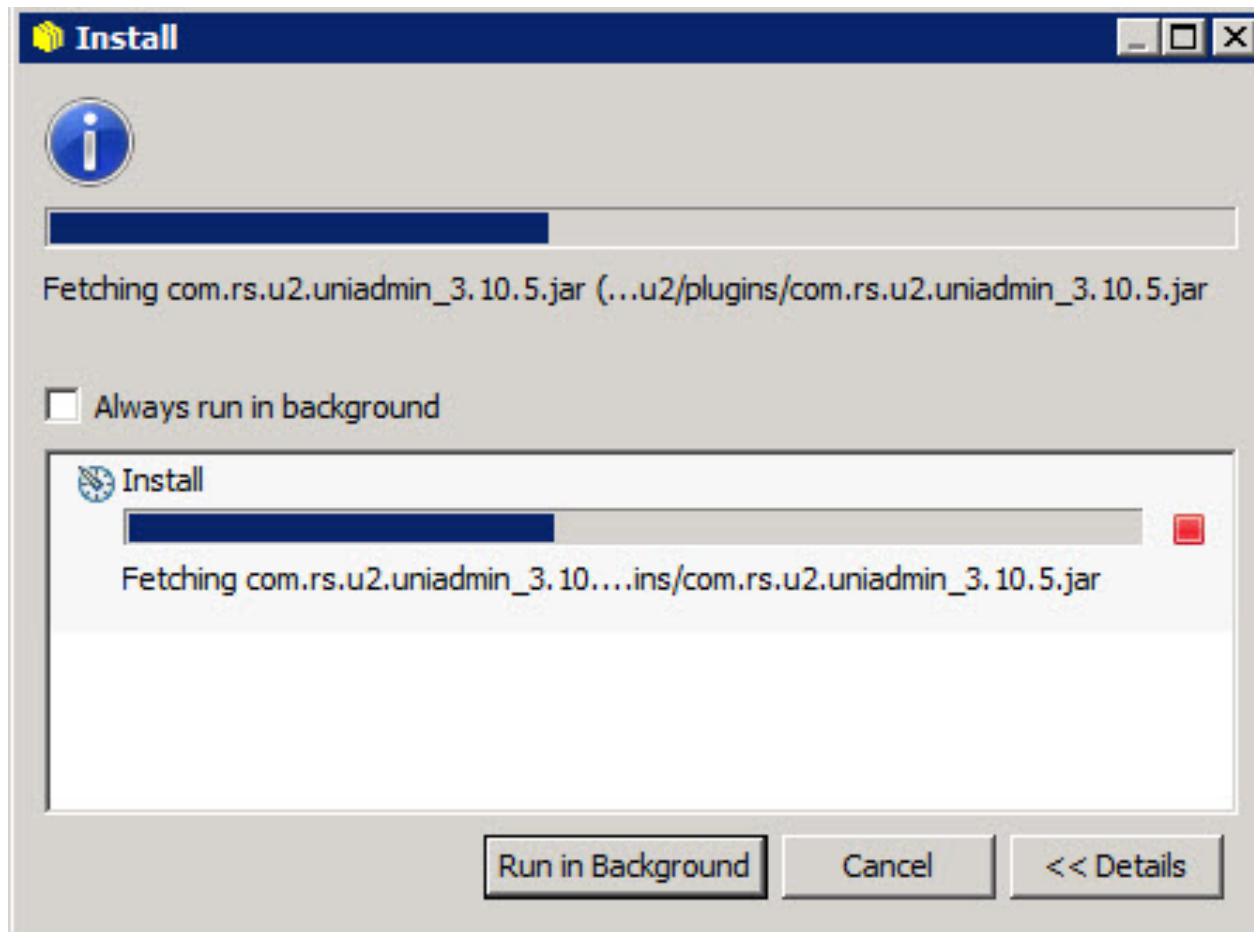 Install
Fetching com.rs.u2.uniadmin_3.10.5.jar (...u2/plugins/com.rs.u2.uniadmin_3.10.5.jar
Always run in background
Install
Fetching com.rs.u2.uniadmin_3.10....ins/com.rs.u2.uniadmin_3.10.5.jar
Run in Background Cancel << Details